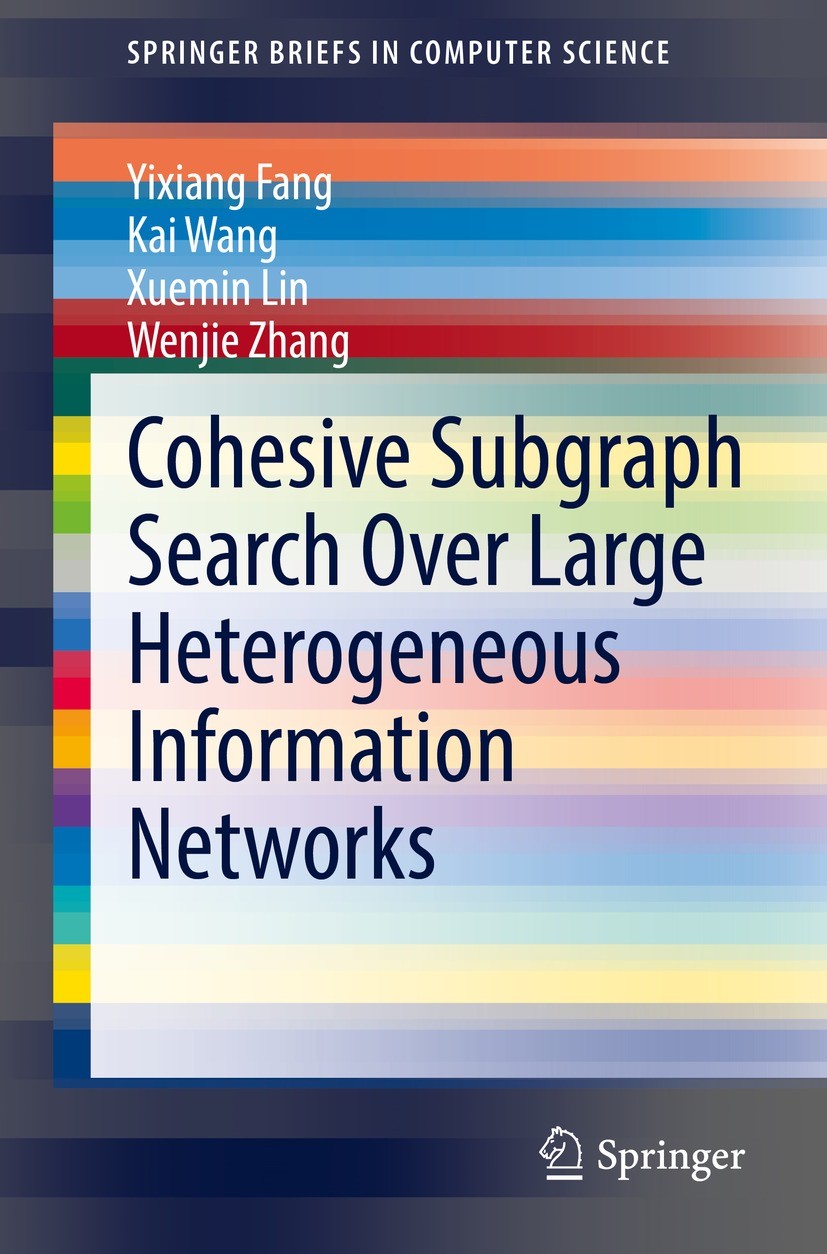 SPRINGER BRIEFS IN COMPUTER SCIENCE
Yixiang Fang
Kai Wang
Xuemin Lin
Wenjie Zhang
Cohesive Subgraph
Search Over Large
Heterogeneous
Information
Networks
Springer